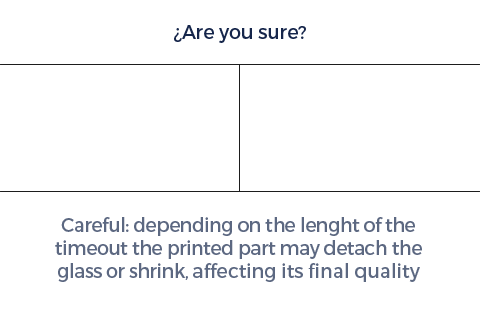 ¿Are you sure?
Careful: depending on the lenght of the
timeout the printed part may detach the
glass or shrink, affecting its final quality